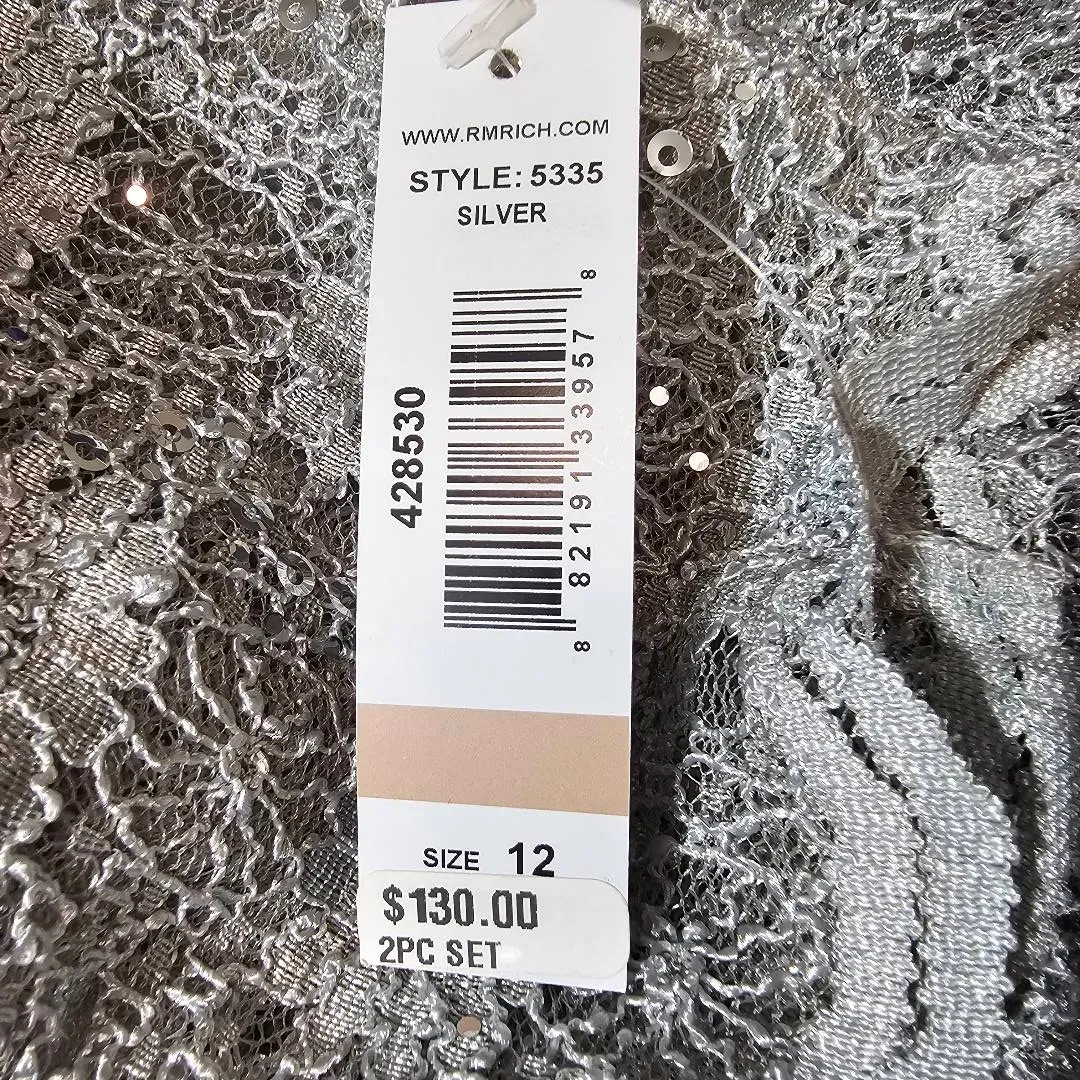 WWW.RMRICH.COM
STYLE: 5335
SILVER
428530
8 82191 33957 8
SIZE 12
$130.00
2PC SET